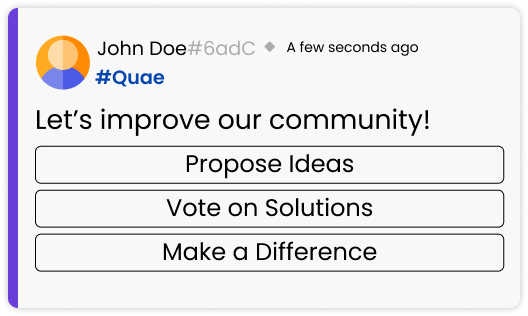 John Doe#6adC ◆ A few seconds ago
#Quae
Let’s improve our community!
Propose Ideas
Vote on Solutions
Make a Difference